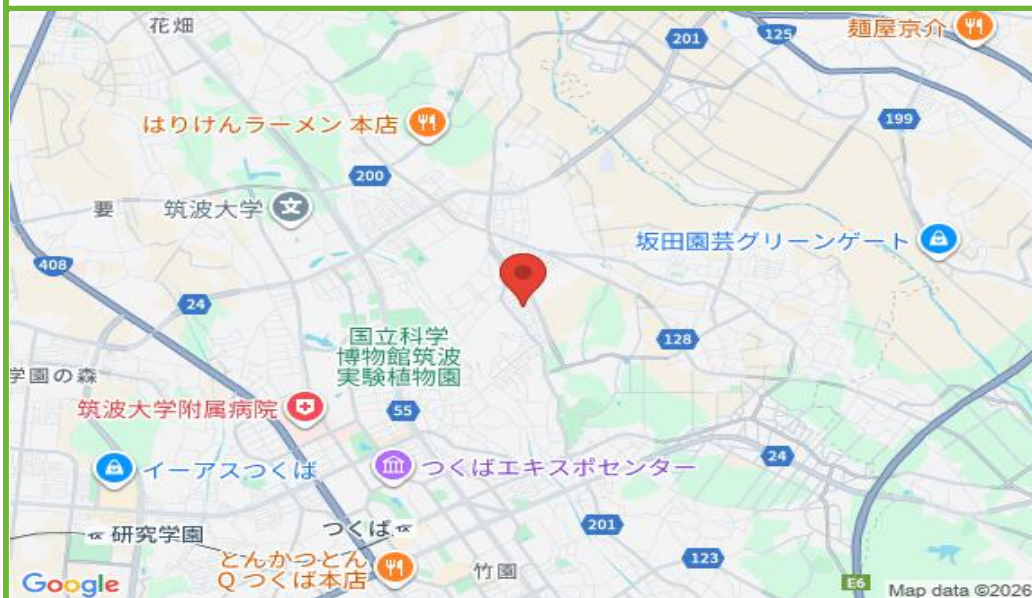 花畑
201
125
麺屋京介
はりけんラーメン 本店
199
200
要
筑波大学
坂田園芸グリーンゲート
408
24
国立科学
博物館筑波
実験植物園
128
学園の森
筑波大学附属病院
55
イーアスつくば
つくばエキスポセンター
24
研究学園
つくば
201
とんかつとん
Q つくば本店
竹園
123
E6
Google
Map data ©2026